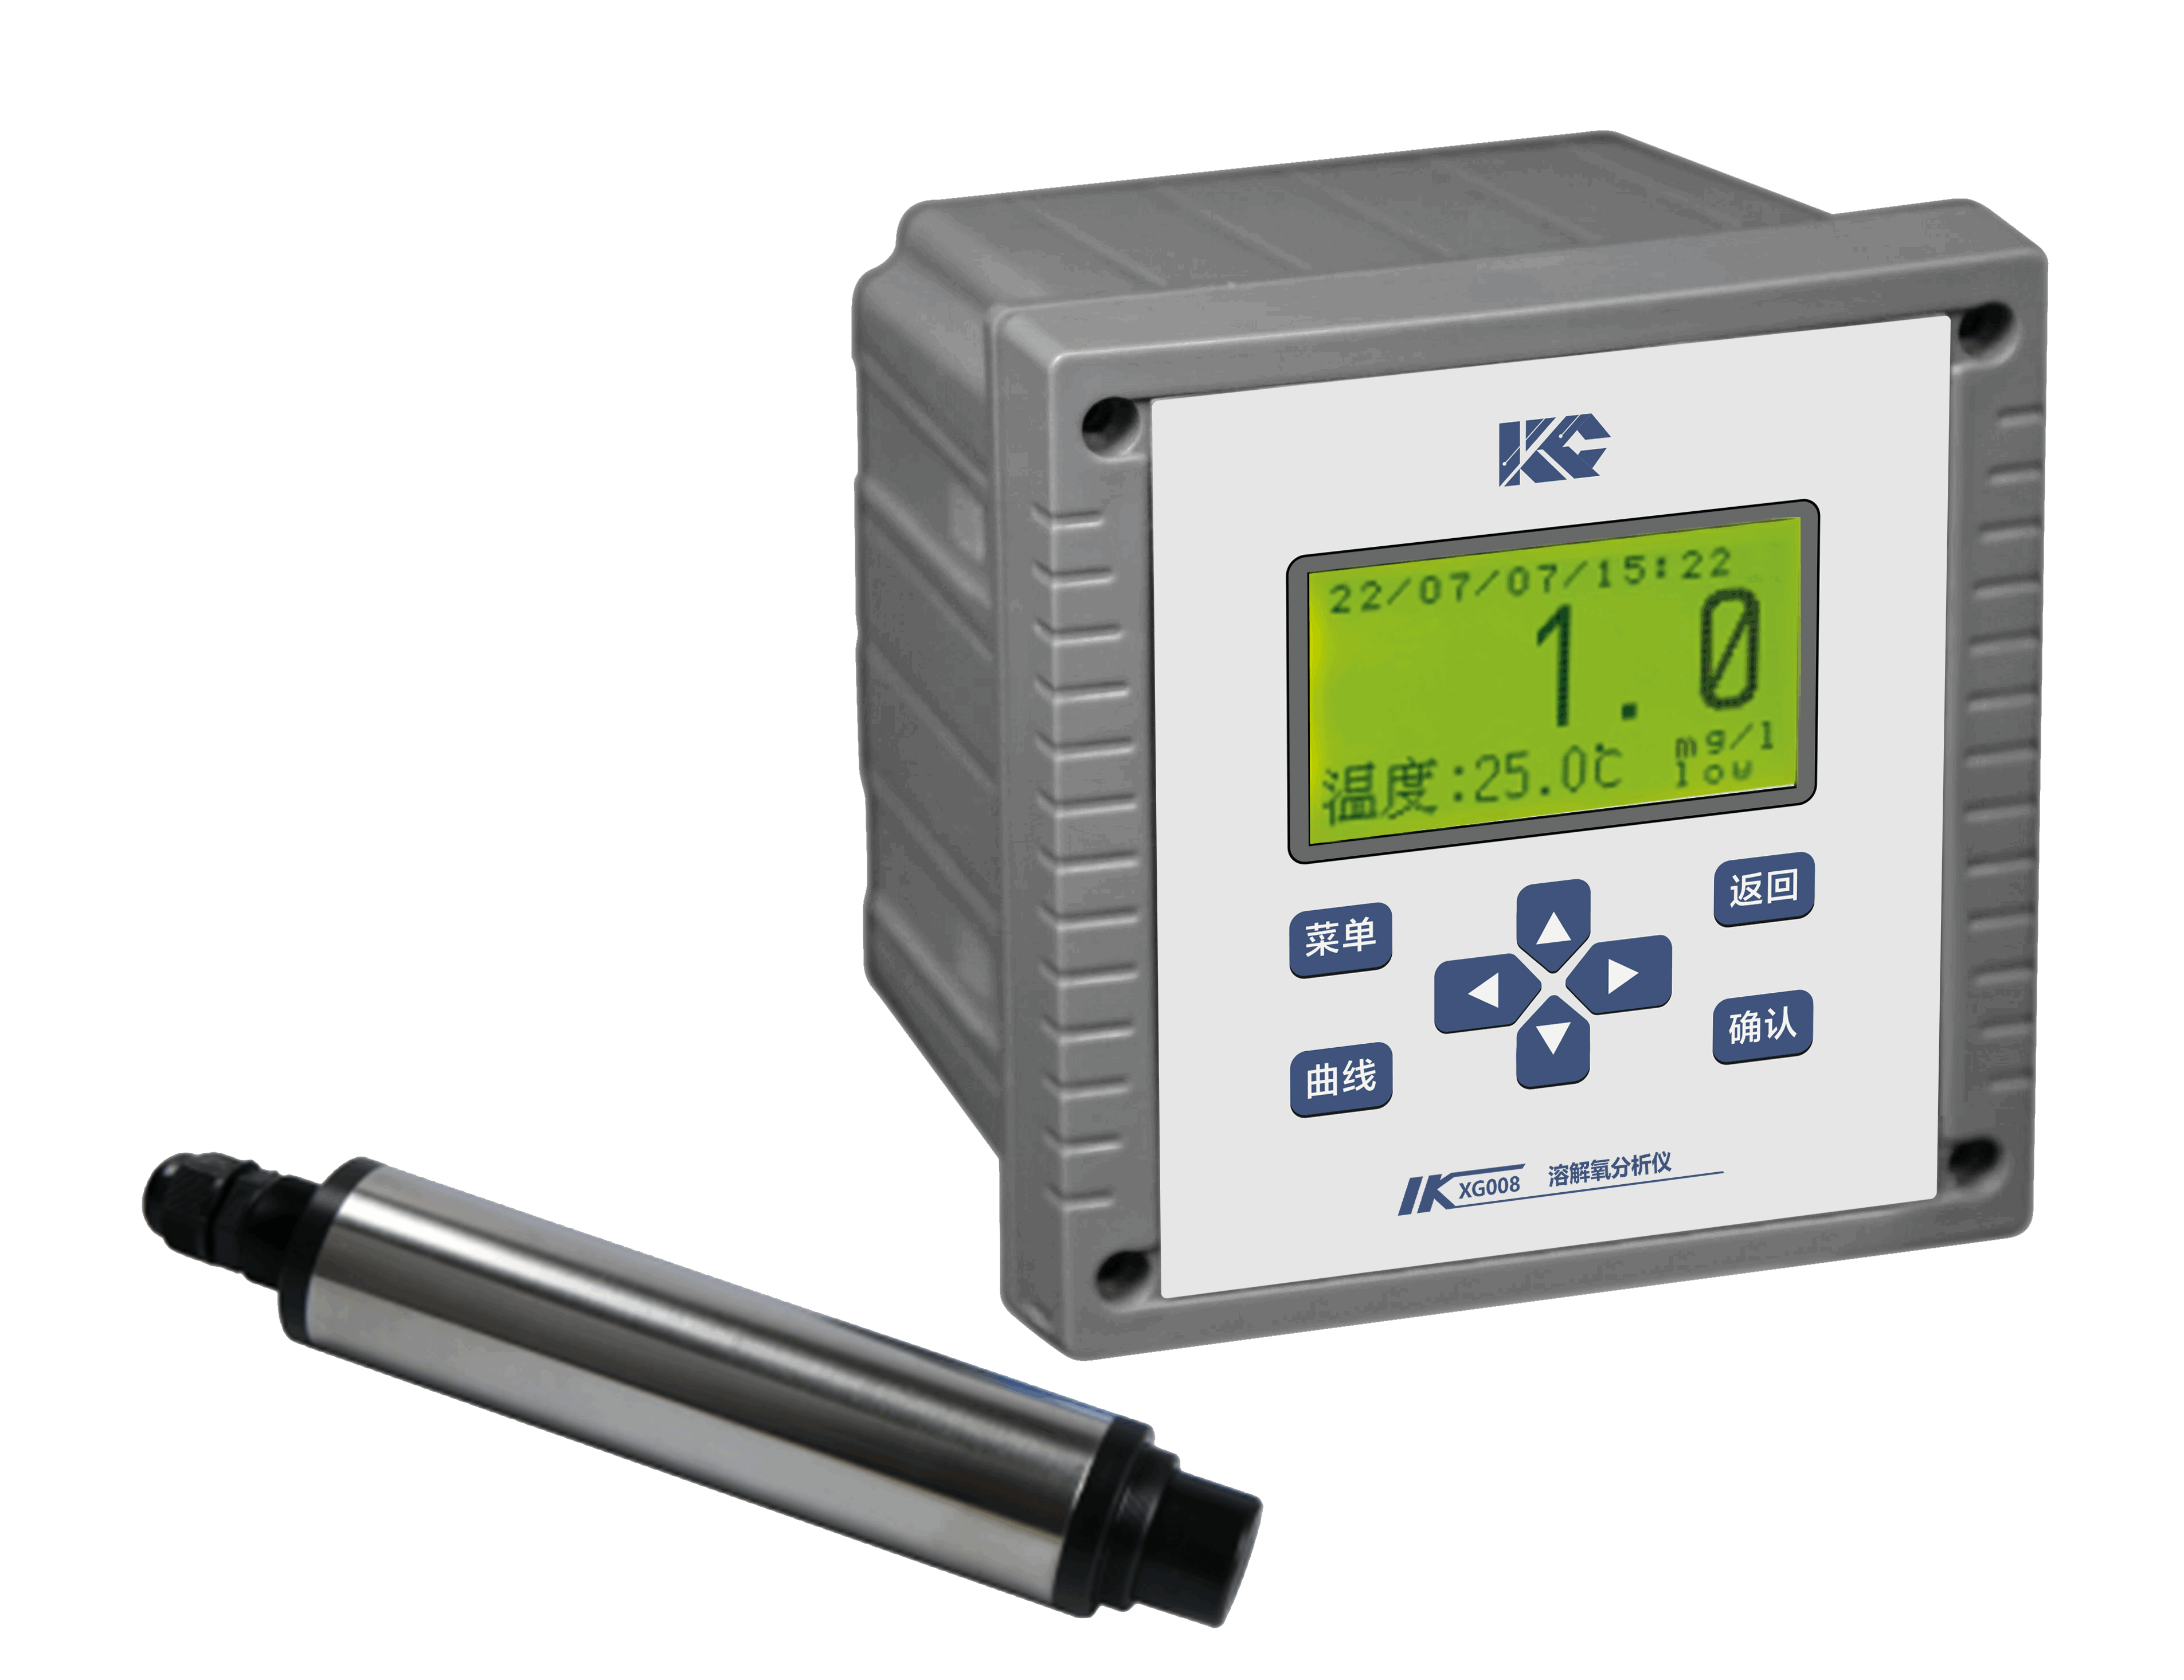 KC
22/07/07/15:22
1.0
mg/l
温度:25.0℃ low
菜单
返回
曲线
确认
XG008 溶解氧分析仪